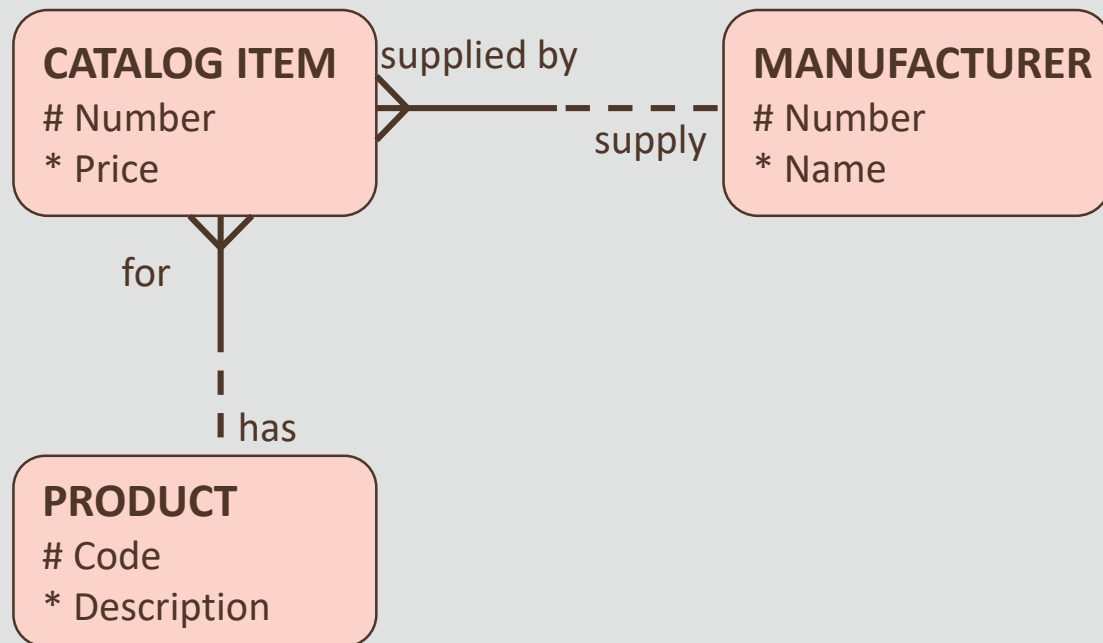 CATALOG ITEM
# Number
* Price
supplied by
supply
MANUFACTURER
# Number
* Name
for
has
PRODUCT
# Code
* Description